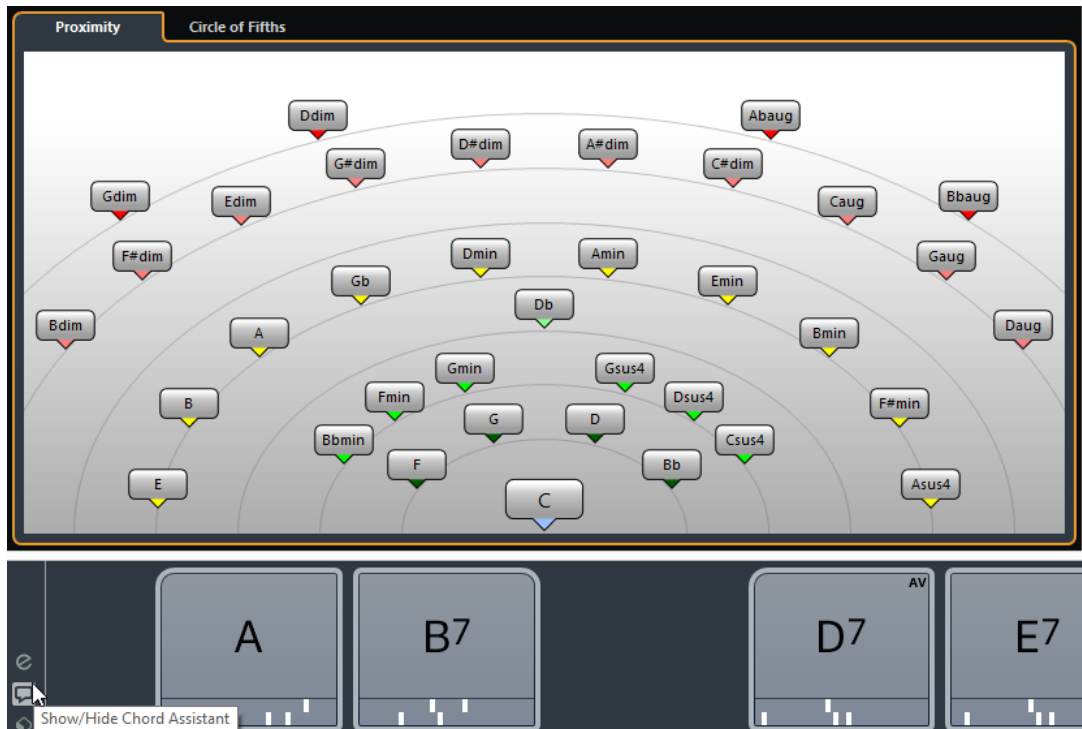 Proximity
Circle of Fifths
Ddim
Abaug
D#dim
A#dim
G#dim
C#dim
Gdim
Edim
Caug
Bbaug
F#dim
Dmin
Amin
Gaug
Gb
Emin
Db
Bdim
A
Bmin
Daug
Gmin
Gsus4
B
Fmin
Dsus4
F#min
G
D
Bbmin
Csus4
F
Bb
E
Asus4
C
AV
A
B7
D7
E7
e
Show/Hide Chord Assistant